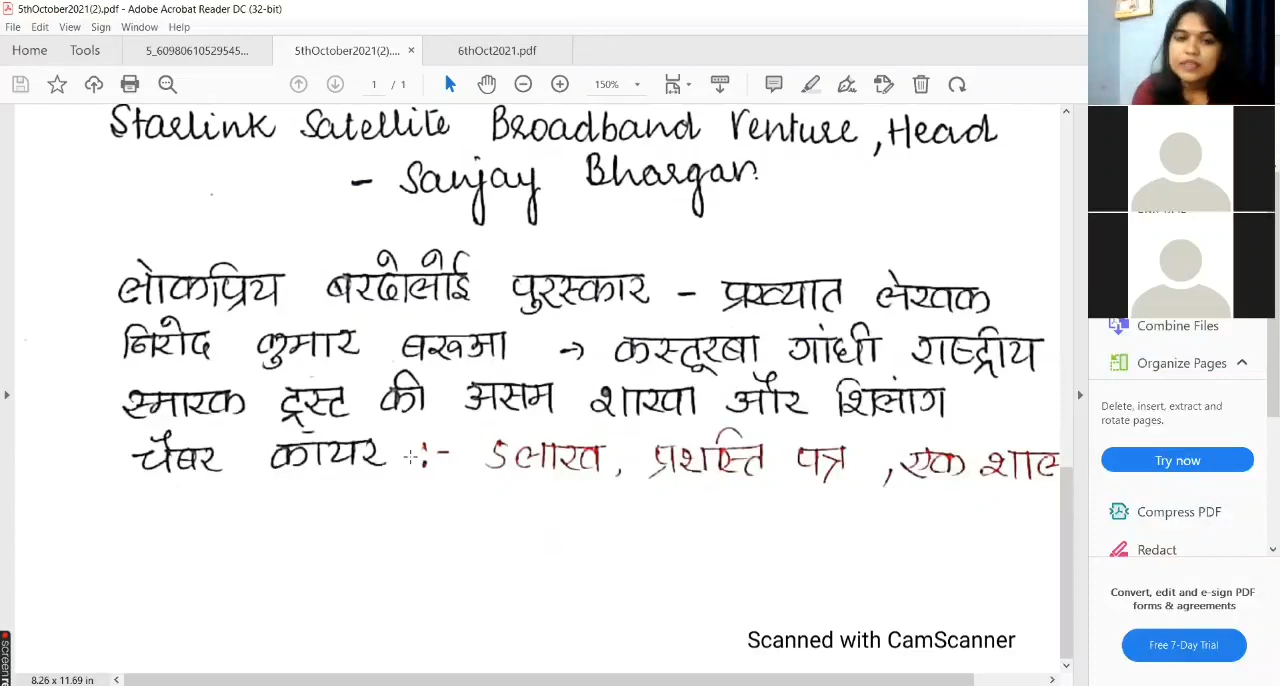 5thOctober2021(2).pdf - Adobe Acrobat Reader DC (32-bit)
File Edit View Sign Window Help
Home Tools 5_60980610529545... 5thOctober2021(2).... × 6thOct2021.pdf
1 / 1 150%
Starlink Satellite Broadband Venture, Head
- Sanjay Bhargav
लोकप्रिय बरदोलोई पुरस्कार - प्रख्यात लेखक
निरोद कुमार बरुआ → कस्तूरबा गांधी राष्ट्रीय
स्मारक ट्रस्ट की असम शाखा और शिलांग
चैंबर कॉयर :- 5 लाख, प्रशस्ति पत्र, एक शाल
Scanned with CamScanner
8.26 x 11.69 in
Combine Files
Organize Pages
Delete, insert, extract and
rotate pages.
Try now
Compress PDF
Redact
Convert, edit and e-sign PDF
forms & agreements
Free 7-Day Trial